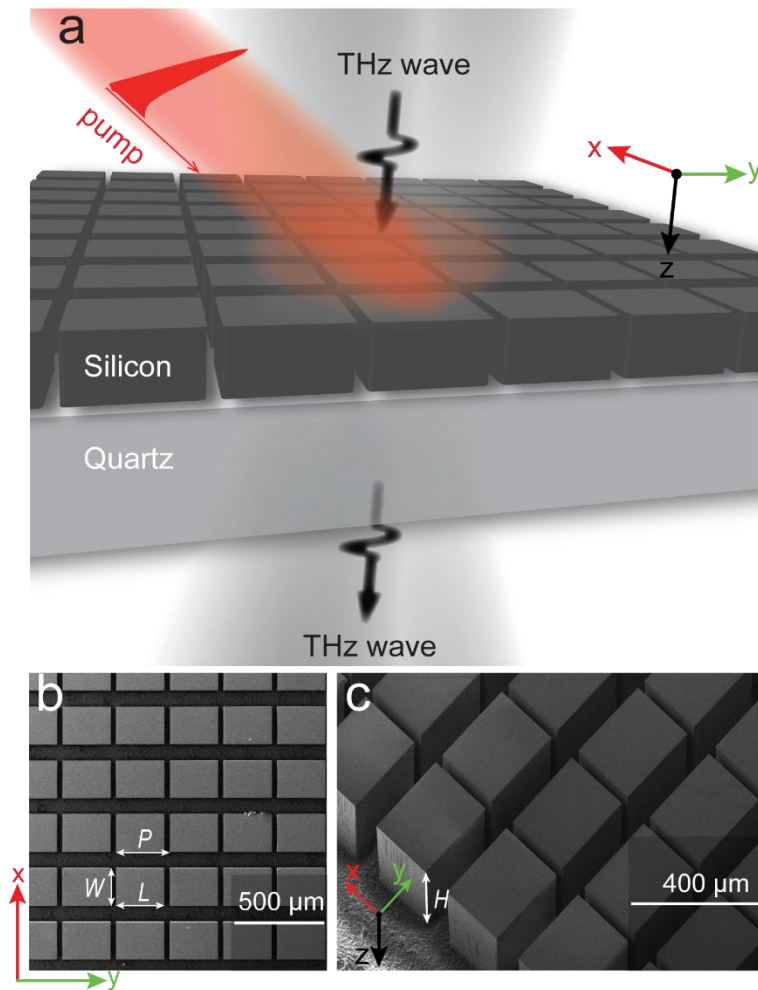 a
THz wave
pump
x
y
z
Silicon
Quartz
THz wave
b
P
W
L
500 μm
x
y
c
y
x
H
z
400 μm